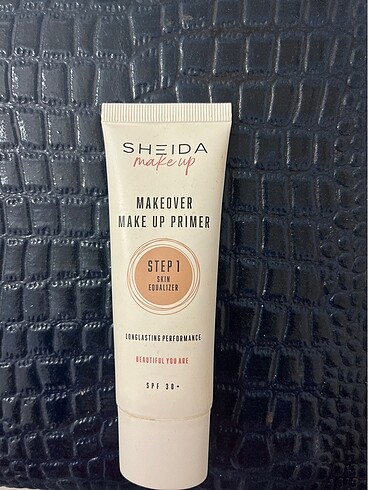 SHEIDA
make up
MAKEOVER
MAKE UP PRIMER
STEP 1
SKIN
EQUALIZER
LONGLASTING PERFORMANCE
BEAUTIFUL YOU ARE
SPF 30+